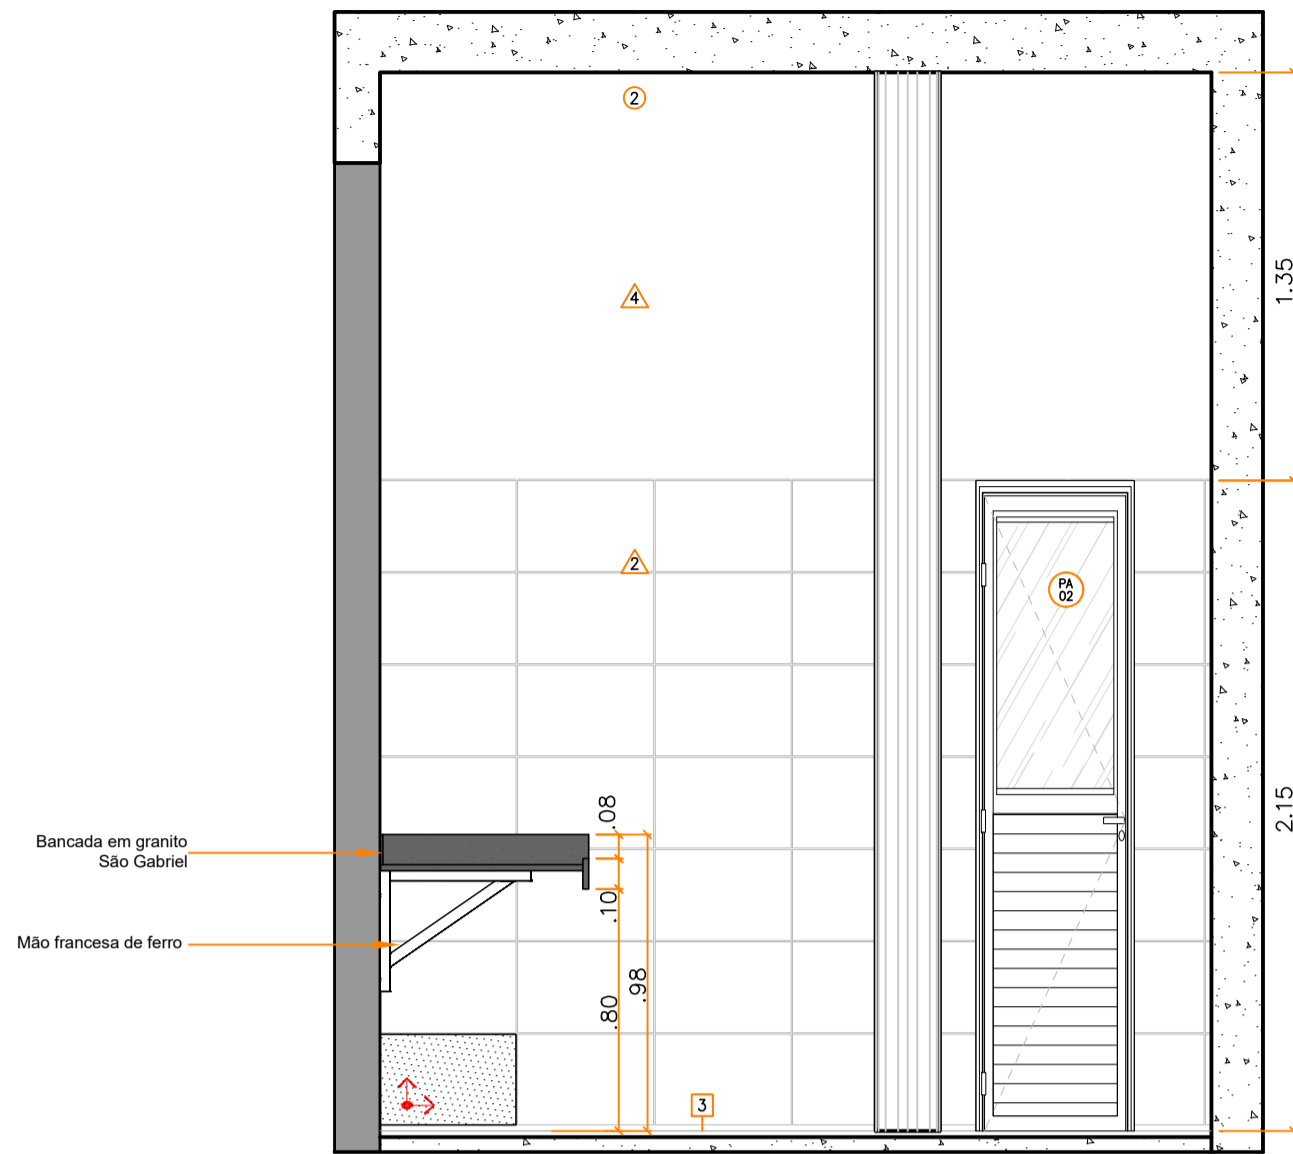 2
4
1.35
2
PA
02
2.15
.08
Bancada em granito
São Gabriel
.10
Mão francesa de ferro
.98
.80
3